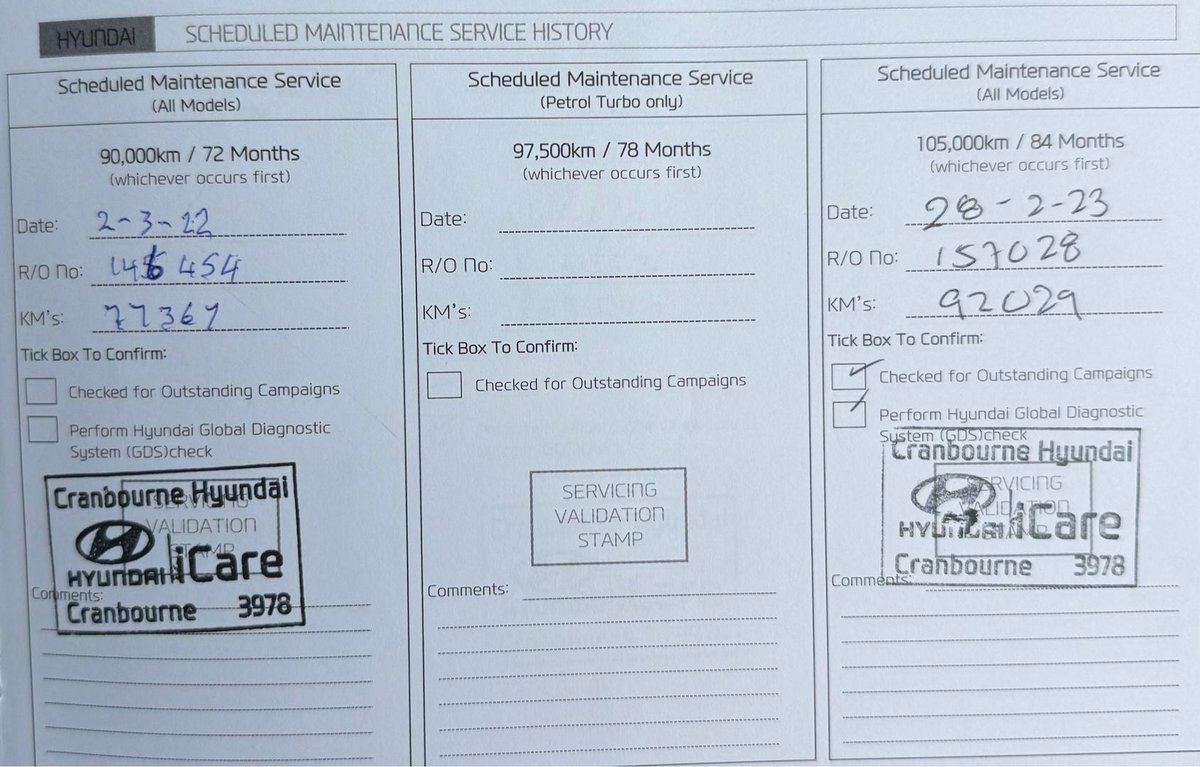 HYUNDAI SCHEDULED MAINTENANCE SERVICE HISTORY
Scheduled Maintenance Service
(All Models)
90,000km / 72 Months
(whichever occurs first)
Date: 2-3-22
R/O No:
KM's: 77367
Tick Box To Confirm:
Checked for Outstanding Campaigns
Perform Hyundai Global Diagnostic
System (GDS)check
Cranbourne Hyundai
VALIDATION
HYUNDAI iCare
Comments:
Cranbourne 3978
Scheduled Maintenance Service
(Petrol Turbo only)
97,500km / 78 Months
(whichever occurs first)
Date:
R/O No:
KM's:
Tick Box To Confirm:
Checked for Outstanding Campaigns
SERVICING
VALIDATION
STAMP
Comments:
Scheduled Maintenance Service
(All Models)
105,000km / 84 Months
(whichever occurs first)
Date: 28-2-23
R/O No: 157028
KM's: 92029
Tick Box To Confirm:
Checked for Outstanding Campaigns
Perform Hyundai Global Diagnostic
System (GDS)check
Cranbourne Hyundai
HYUNDAI iCare
Cranbourne 3978
Comments: